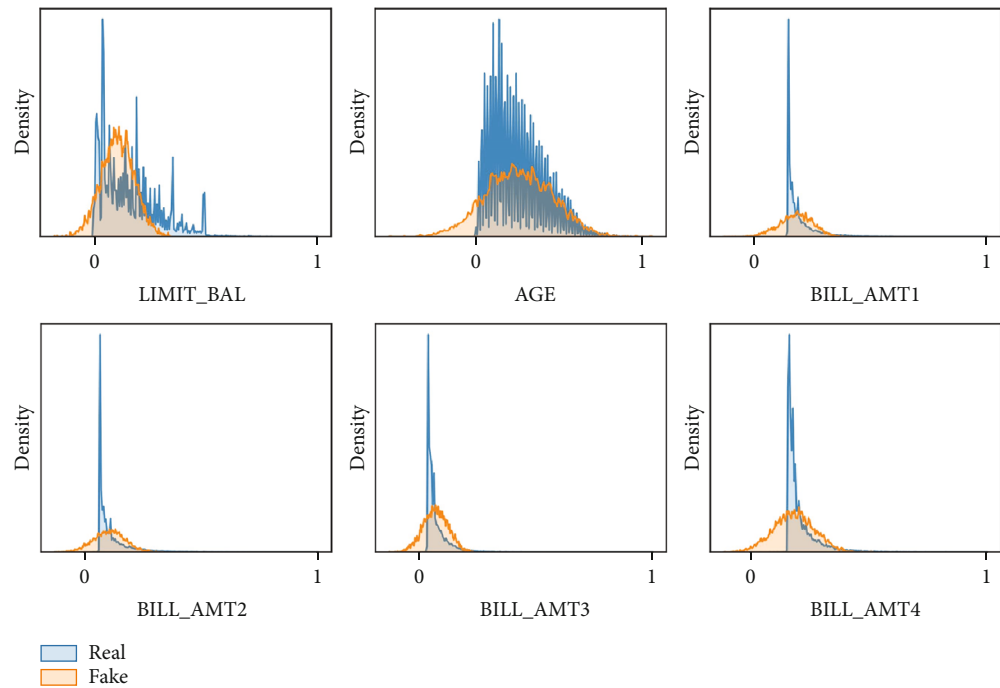 Density
0 1
LIMIT_BAL
Density
0 1
AGE
Density
0 1
BILL_AMT1
Density
0 1
BILL_AMT2
Density
0 1
BILL_AMT3
Density
0 1
BILL_AMT4
Real
Fake